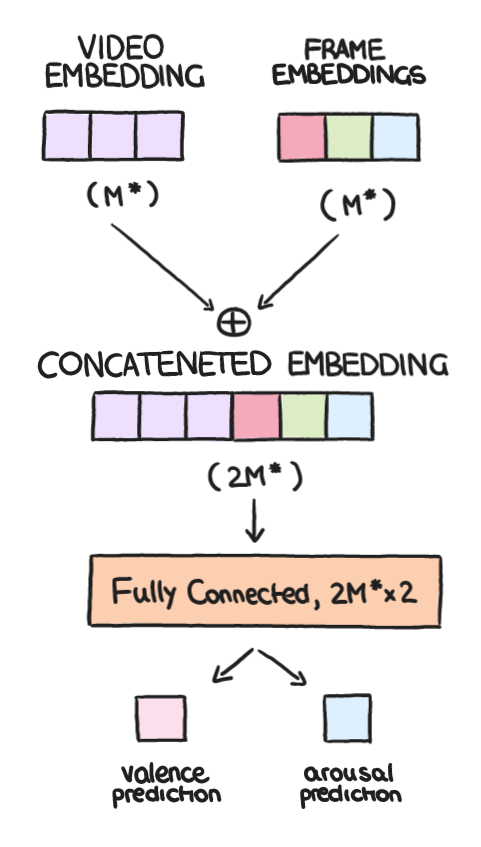 VIDEO
EMBEDDING
FRAME
EMBEDDINGS
(M*)
(M*)
CONCATENETED EMBEDDING
(2M*)
Fully Connected, 2M*x2
valence
prediction
arousal
prediction